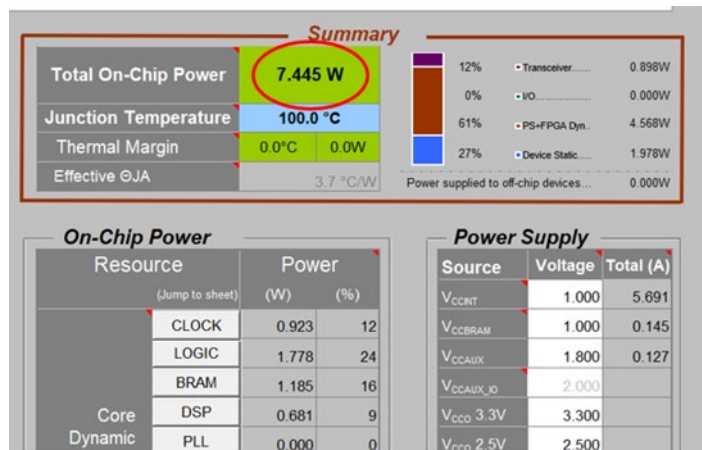 Summary
Total On-Chip Power 7.445 W
Junction Temperature 100.0 °C
Thermal Margin 0.0°C 0.0W
Effective ΘJA 3.7 °C/W
12% Transceiver...... 0.898W
0% I/O................. 0.000W
61% PS+FPGA Dyn.. 4.568W
27% Device Static..... 1.978W
Power supplied to off-chip devices... 0.000W
On-Chip Power
Resource Power
(Jump to sheet) (W) (%)
CLOCK 0.923 12
LOGIC 1.778 24
BRAM 1.185 16
Core DSP 0.681 9
Dynamic PLL 0.000 0
Power Supply
Source Voltage Total (A)
VCCINT 1.000 5.691
VCCBRAM 1.000 0.145
VCCAUX 1.800 0.127
VCCAUX_IO 2.000
VCCO 3.3V 3.300
VCCO 2.5V 2.500